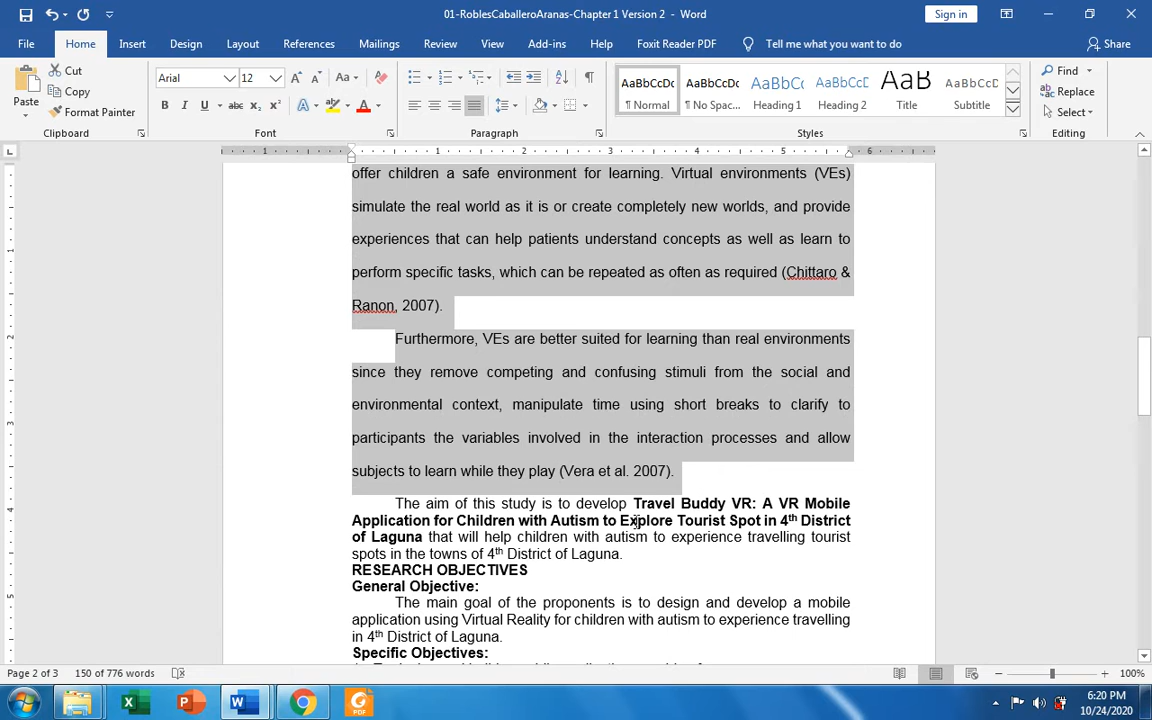 01-RoblesCaballeroAranas-Chapter 1 Version 2 - Word
Sign in
File Home Insert Design Layout References Mailings Review View Add-ins Help Foxit Reader PDF Tell me what you want to do Share
Paste
Cut
Copy
Format Painter
Clipboard
Arial 12
Font
Paragraph
AaBbCcDc AaBbCcDc AaBbCc AaBbCcD AaB AaBbCcD
¶ Normal ¶ No Spac... Heading 1 Heading 2 Title Subtitle
Styles
Find
Replace
Select
Editing
offer children a safe environment for learning. Virtual environments (VEs)
simulate the real world as it is or create completely new worlds, and provide
experiences that can help patients understand concepts as well as learn to
perform specific tasks, which can be repeated as often as required (Chittaro &
Ranon, 2007).
Furthermore, VEs are better suited for learning than real environments
since they remove competing and confusing stimuli from the social and
environmental context, manipulate time using short breaks to clarify to
participants the variables involved in the interaction processes and allow
subjects to learn while they play (Vera et al. 2007).
The aim of this study is to develop Travel Buddy VR: A VR Mobile
Application for Children with Autism to Explore Tourist Spot in 4th District
of Laguna that will help children with autism to experience travelling tourist
spots in the towns of 4th District of Laguna.
RESEARCH OBJECTIVES
General Objective:
The main goal of the proponents is to design and develop a mobile
application using Virtual Reality for children with autism to experience travelling
in 4th District of Laguna.
Specific Objectives:
Page 2 of 3 150 of 776 words 100%
6:20 PM
10/24/2020